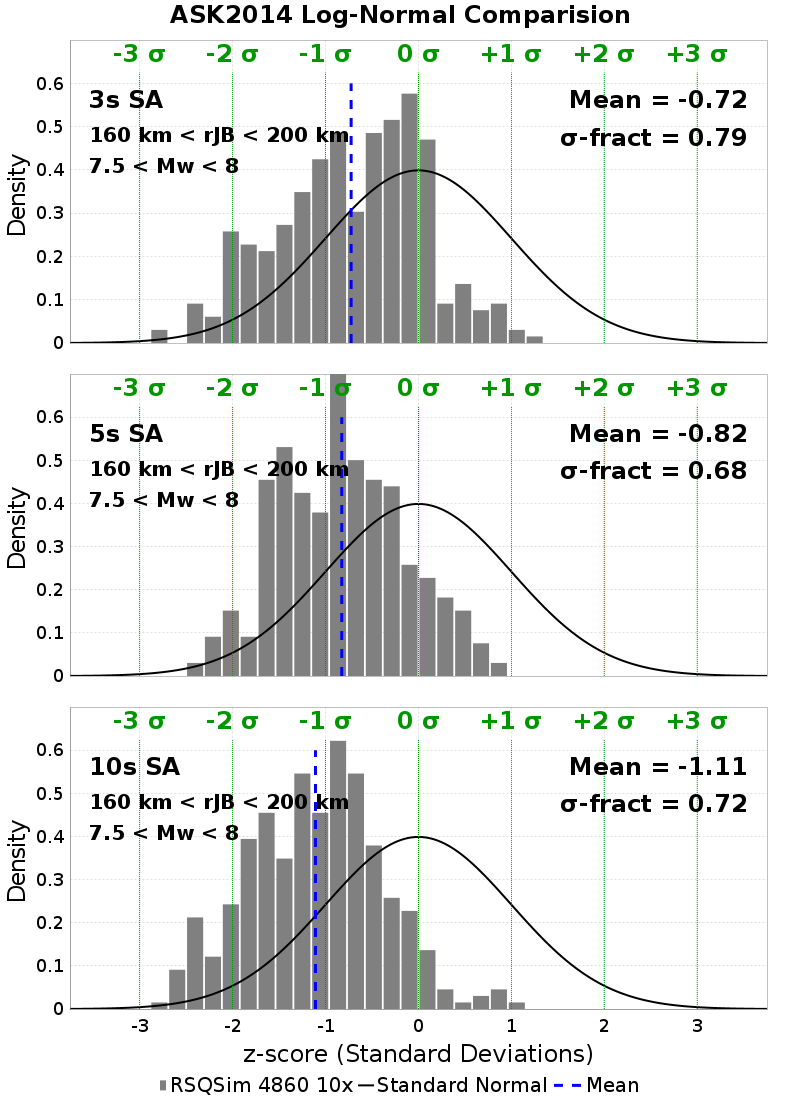 ASK2014 Log-Normal Comparision
-3 σ -2 σ -1 σ 0 σ +1 σ +2 σ +3 σ
0.6
3s SA Mean = -0.72
0.5
160 km < rJB < 200 km σ-fract = 0.79
0.4
7.5 < Mw < 8
0.3
0.2
0.1
0
Density
-3 σ -2 σ -1 σ 0 σ +1 σ +2 σ +3 σ
0.6
5s SA Mean = -0.82
0.5
160 km < rJB < 200 km σ-fract = 0.68
0.4
7.5 < Mw < 8
0.3
0.2
0.1
0
Density
-3 σ -2 σ -1 σ 0 σ +1 σ +2 σ +3 σ
0.6
10s SA Mean = -1.11
0.5
160 km < rJB < 200 km σ-fract = 0.72
0.4
7.5 < Mw < 8
0.3
0.2
0.1
0
Density
-3 -2 -1 0 1 2 3
z-score (Standard Deviations)
RSQSim 4860 10x Standard Normal Mean